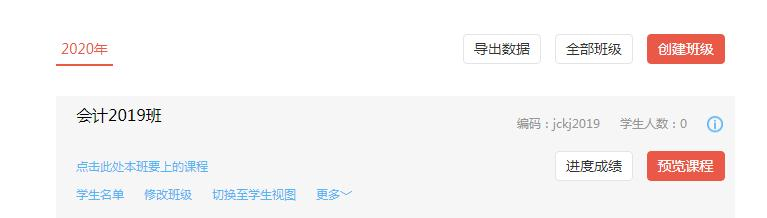 2020年 导出数据 全部班级 创建班级
会计2019班
编码：jckj2019 学生人数：0
点击此处本班要上的课程
进度成绩 预览课程
学生名单 修改班级 切换至学生视图 更多